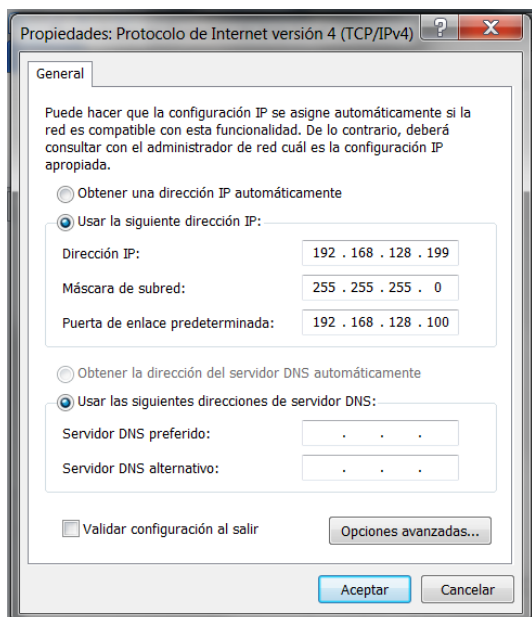 Propiedades: Protocolo de Internet versión 4 (TCP/IPv4)
General
Puede hacer que la configuración IP se asigne automáticamente si la
red es compatible con esta funcionalidad. De lo contrario, deberá
consultar con el administrador de red cuál es la configuración IP
apropiada.
Obtener una dirección IP automáticamente
Usar la siguiente dirección IP:
Dirección IP: 192 . 168 . 128 . 199
Máscara de subred: 255 . 255 . 255 . 0
Puerta de enlace predeterminada: 192 . 168 . 128 . 100
Obtener la dirección del servidor DNS automáticamente
Usar las siguientes direcciones de servidor DNS:
Servidor DNS preferido: . . .
Servidor DNS alternativo: . . .
Validar configuración al salir Opciones avanzadas...
Aceptar Cancelar